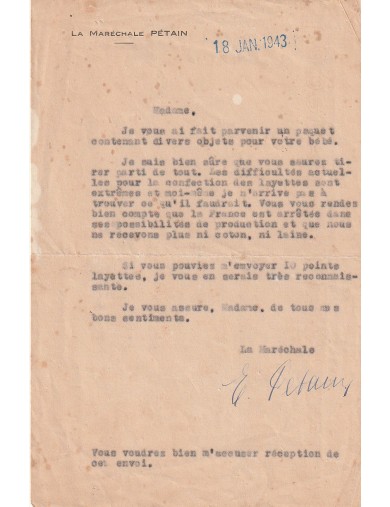 LA MARÉCHALE PÉTAIN
18 JAN. 1943
Madame,
Je vous ai fait parvenir un paquet
contenant divers objets pour votre bébé.
Je suis bien sûre que vous saurez ti-
rer parti de tout. Les difficultés actuel-
les pour la confection des layettes sont
extrêmes et moi-même je n'arrive pas à
trouver ce qu'il faudrait. Vous vous rendez
bien compte que la France est arrêtée dans
ses possibilités de production et que nous
ne recevons plus ni coton, ni laine.
Si vous pouviez m'envoyer 10 points
layettes, je vous en serais très reconnais-
sante.
Je vous assure, Madame, de tous mes
bons sentiments.
La Maréchale
E. Pétain
Vous voudrez bien m'accuser réception de
cet envoi.